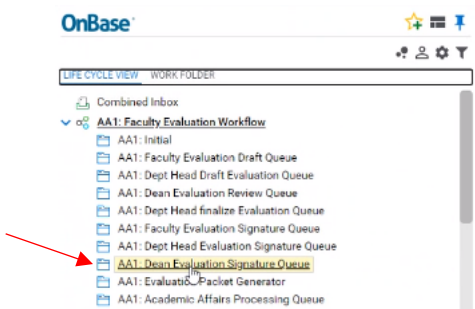 OnBase
LIFE CYCLE VIEW WORK FOLDER
Combined Inbox
AA1: Faculty Evaluation Workflow
AA1: Initial
AA1: Faculty Evaluation Draft Queue
AA1: Dept Head Draft Evaluation Queue
AA1: Dean Evaluation Review Queue
AA1: Dept Head finalize Evaluation Queue
AA1: Faculty Evaluation Signature Queue
AA1: Dept Head Evaluation Signature Queue
AA1: Dean Evaluation Signature Queue
AA1: Evaluation Packet Generator
AA1: Academic Affairs Processing Queue